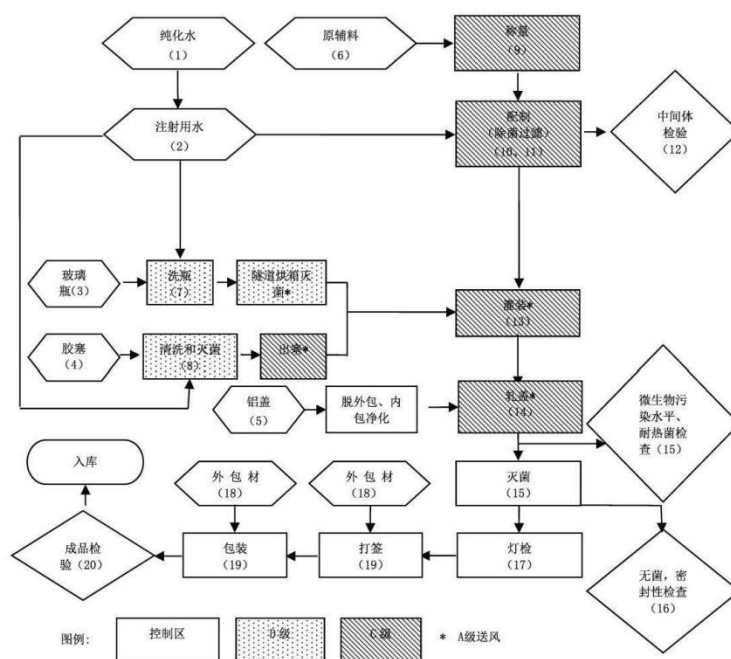 纯化水
(1)
原辅料
(6)
称量
(9)
注射用水
(2)
配制
(除菌过滤)
(10、11)
中间体
检验
(12)
玻璃
瓶(3)
洗瓶
(7)
隧道烘箱灭
菌*
灌装*
(13)
胶塞
(4)
清洗和灭菌
(8)
出塞*
铝盖
(5)
脱外包、内
包净化
轧盖*
(14)
微生物污
染水平、
耐热菌检
查(15)
入库
外 包 材
(18)
外 包 材
(18)
灭菌
(15)
成品检
验(20)
包装
(19)
打签
(19)
灯检
(17)
无菌，密
封性检查
(16)
图例:
控制区
D级
C级
* A级送风